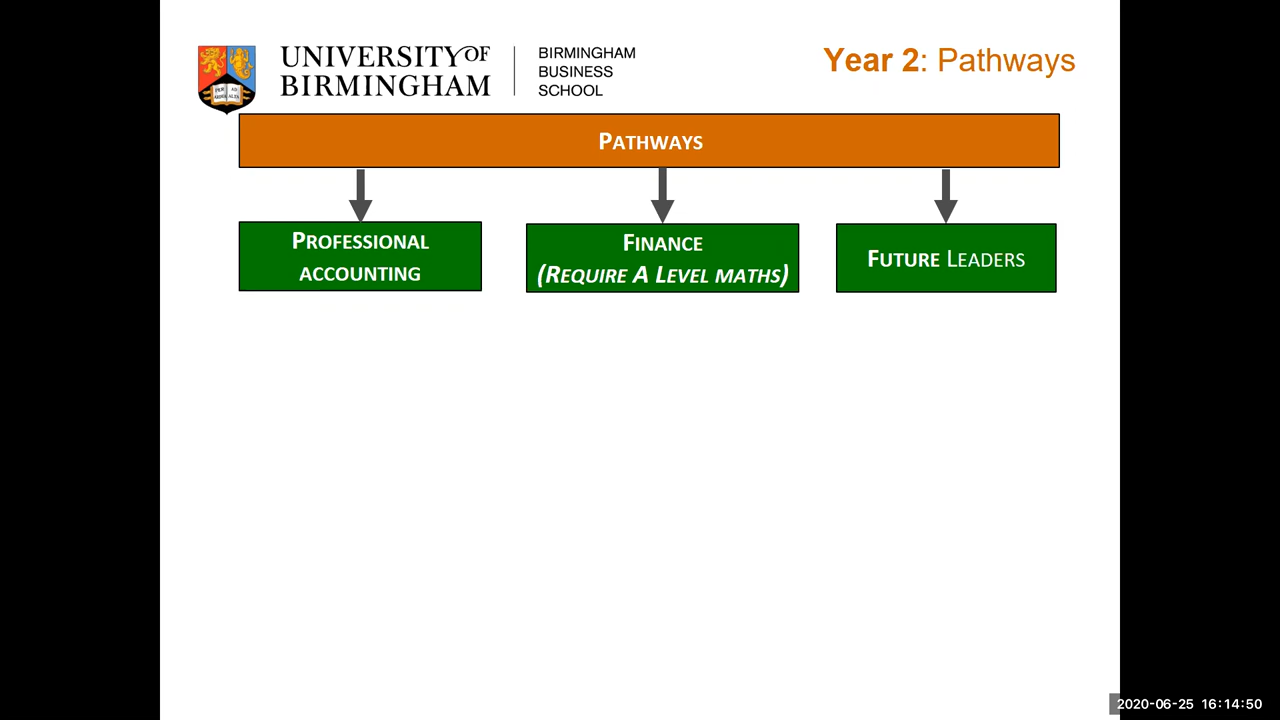 UNIVERSITY OF
BIRMINGHAM
BIRMINGHAM
BUSINESS
SCHOOL
Year 2: Pathways
PATHWAYS
PROFESSIONAL
ACCOUNTING
FINANCE
(REQUIRE A LEVEL MATHS)
FUTURE LEADERS
2020-06-25 16:14:50